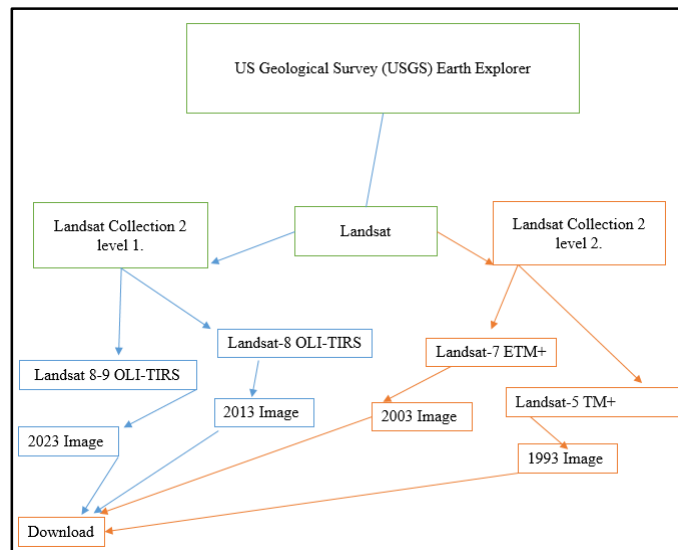 US Geological Survey (USGS) Earth Explorer
Landsat Collection 2
level 1.
Landsat
Landsat Collection 2
level 2.
Landsat-8 OLI-TIRS
Landsat-7 ETM+
Landsat 8-9 OLI-TIRS
Landsat-5 TM+
2013 Image
2003 Image
2023 Image
1993 Image
Download